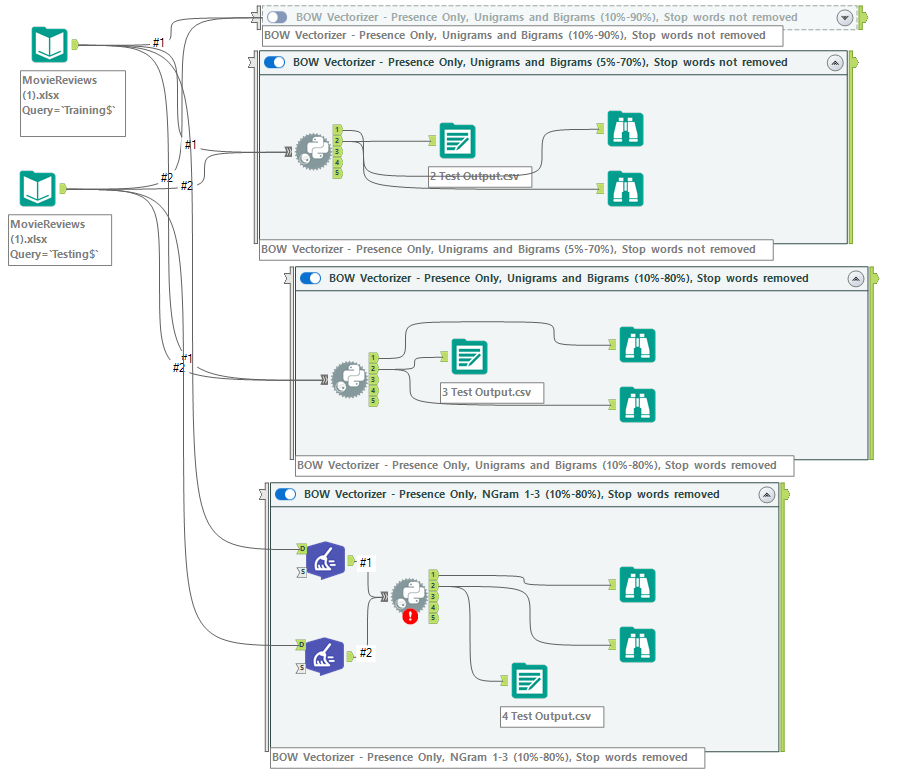 BOW Vectorizer - Presence Only, Unigrams and Bigrams (10%-90%), Stop words not removed
BOW Vectorizer - Presence Only, Unigrams and Bigrams (10%-90%), Stop words not removed
#1
MovieReviews
(1).xlsx
Query=`Training$`
BOW Vectorizer - Presence Only, Unigrams and Bigrams (5%-70%), Stop words not removed
1
2
3
4
5
2 Test Output.csv
#1
#2
#2
MovieReviews
(1).xlsx
Query=`Testing$`
BOW Vectorizer - Presence Only, Unigrams and Bigrams (5%-70%), Stop words not removed
BOW Vectorizer - Presence Only, Unigrams and Bigrams (10%-80%), Stop words removed
#1
#2
1
2
3
4
5
3 Test Output.csv
BOW Vectorizer - Presence Only, Unigrams and Bigrams (10%-80%), Stop words removed
BOW Vectorizer - Presence Only, NGram 1-3 (10%-80%), Stop words removed
D
S
#1
1
2
3
4
5
!
D
S
#2
4 Test Output.csv
BOW Vectorizer - Presence Only, NGram 1-3 (10%-80%), Stop words removed